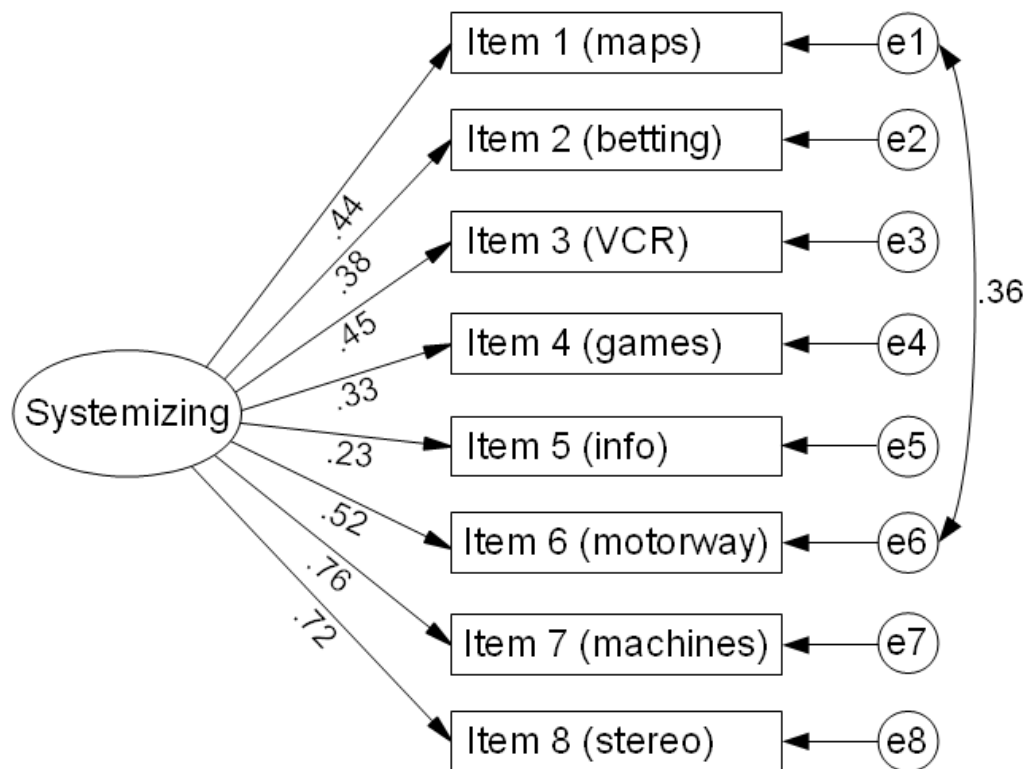 Item 1 (maps)
e1
Item 2 (betting)
e2
.44
.38
Item 3 (VCR)
e3
.45
.36
Item 4 (games)
e4
.33
Systemizing
.23
Item 5 (info)
e5
.52
Item 6 (motorway)
e6
.76
.72
Item 7 (machines)
e7
Item 8 (stereo)
e8